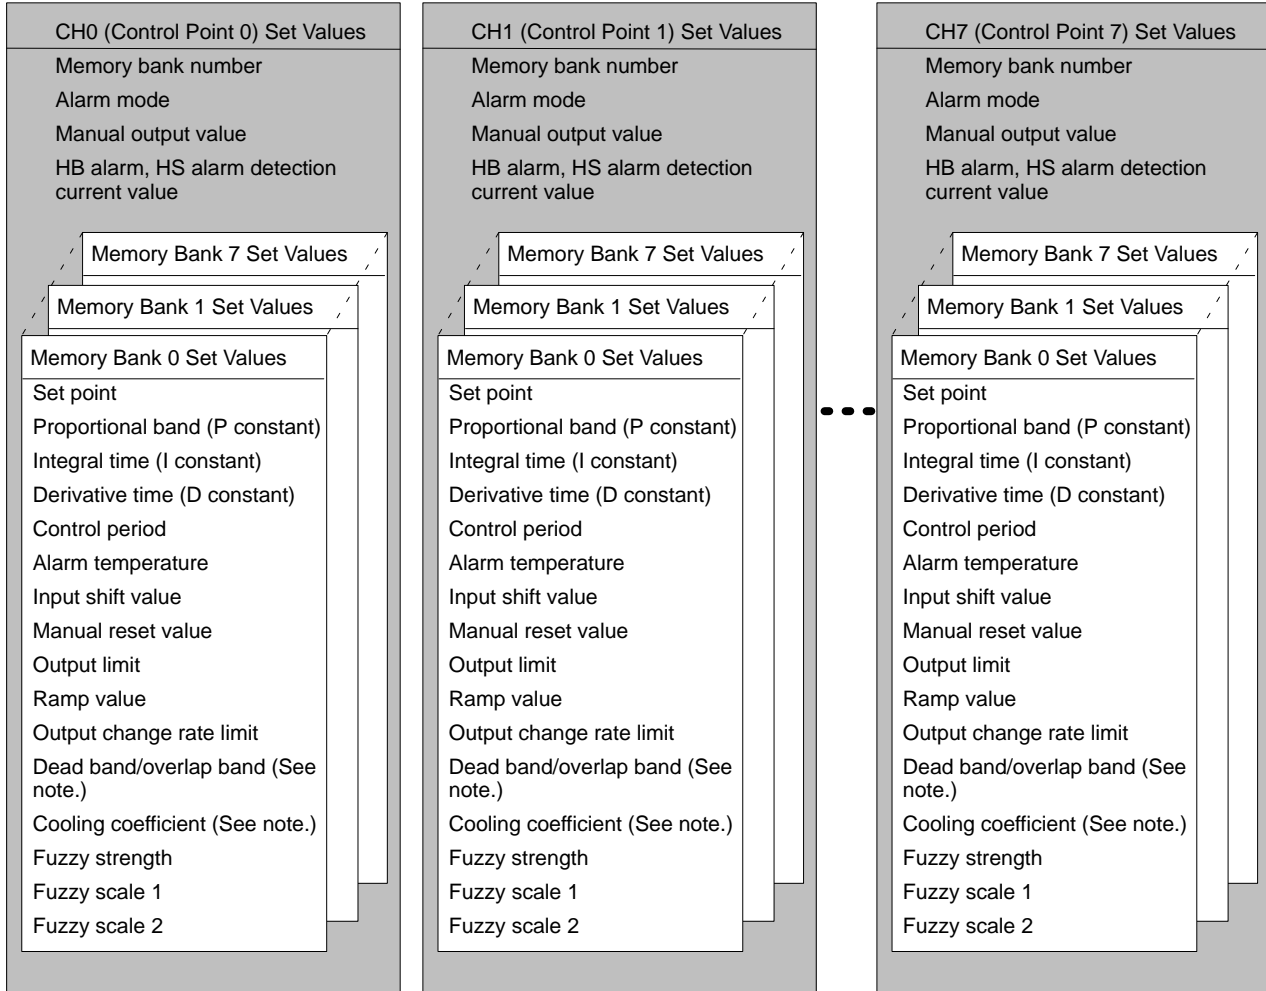 CH0 (Control Point 0) Set Values
Memory bank number
Alarm mode
Manual output value
HB alarm, HS alarm detection
current value
Memory Bank 7 Set Values
Memory Bank 1 Set Values
Memory Bank 0 Set Values
Set point
Proportional band (P constant)
Integral time (I constant)
Derivative time (D constant)
Control period
Alarm temperature
Input shift value
Manual reset value
Output limit
Ramp value
Output change rate limit
Dead band/overlap band (See
note.)
Cooling coefficient (See note.)
Fuzzy strength
Fuzzy scale 1
Fuzzy scale 2
CH1 (Control Point 1) Set Values
Memory bank number
Alarm mode
Manual output value
HB alarm, HS alarm detection
current value
Memory Bank 7 Set Values
Memory Bank 1 Set Values
Memory Bank 0 Set Values
Set point
Proportional band (P constant)
Integral time (I constant)
Derivative time (D constant)
Control period
Alarm temperature
Input shift value
Manual reset value
Output limit
Ramp value
Output change rate limit
Dead band/overlap band (See
note.)
Cooling coefficient (See note.)
Fuzzy strength
Fuzzy scale 1
Fuzzy scale 2
CH7 (Control Point 7) Set Values
Memory bank number
Alarm mode
Manual output value
HB alarm, HS alarm detection
current value
Memory Bank 7 Set Values
Memory Bank 1 Set Values
Memory Bank 0 Set Values
Set point
Proportional band (P constant)
Integral time (I constant)
Derivative time (D constant)
Control period
Alarm temperature
Input shift value
Manual reset value
Output limit
Ramp value
Output change rate limit
Dead band/overlap band (See
note.)
Cooling coefficient (See note.)
Fuzzy strength
Fuzzy scale 1
Fuzzy scale 2